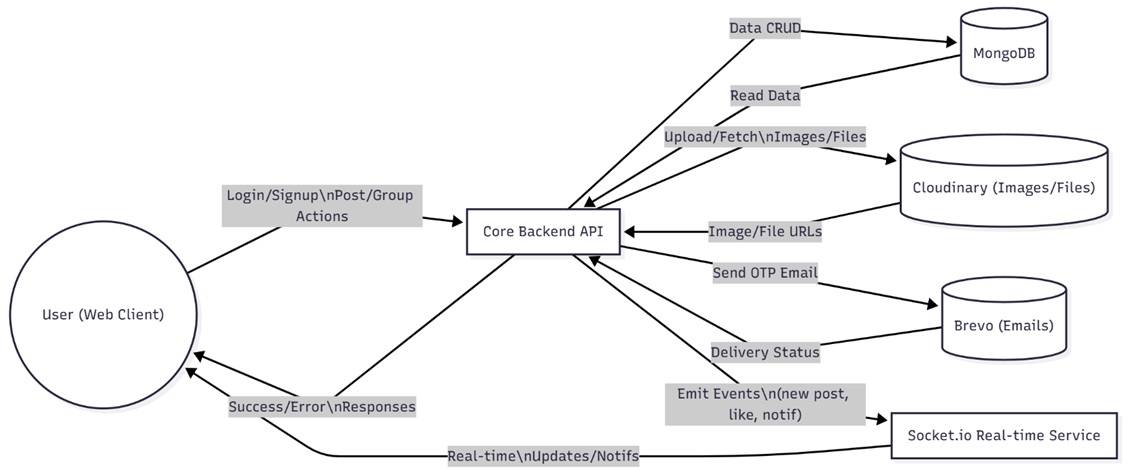 Data CRUD
MongoDB
Read Data
Upload/Fetch\nImages/Files
Cloudinary (Images/Files)
Login/Signup\nPost/Group
Actions
Core Backend API
Image/File URLs
Send OTP Email
User (Web Client)
Brevo (Emails)
Delivery Status
Emit Events\n(new post,
like, notif)
Success/Error\nResponses
Socket.io Real-time Service
Real-time\nUpdates/Notifs